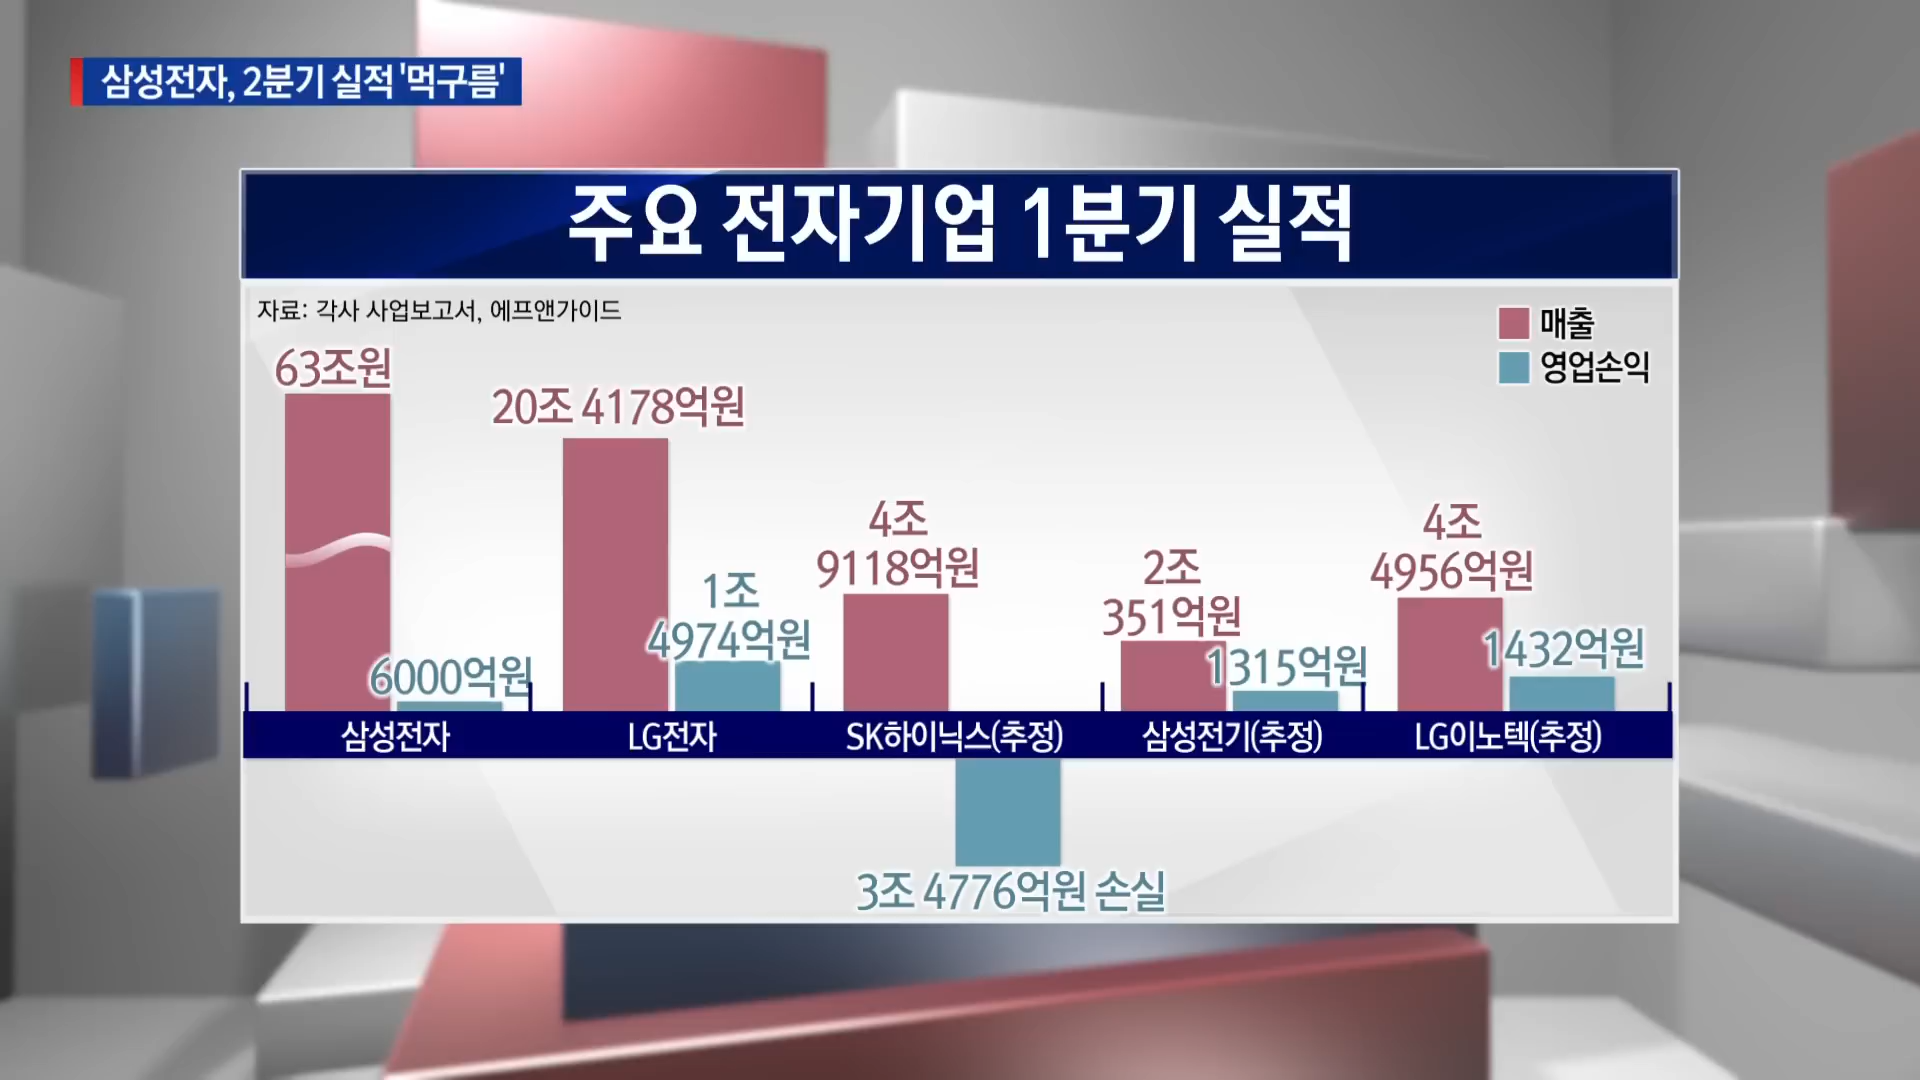 삼성전자, 2분기 실적 '먹구름'
주요 전자기업 1분기 실적
자료: 각사 사업보고서, 에프앤가이드
매출
영업손익
63조원
6000억원
20조 4178억원
1조
4974억원
4조
9118억원
2조
351억원
1315억원
4조
4956억원
1432억원
삼성전자
LG전자
SK하이닉스(추정)
삼성전기(추정)
LG이노텍(추정)
3조 4776억원 손실